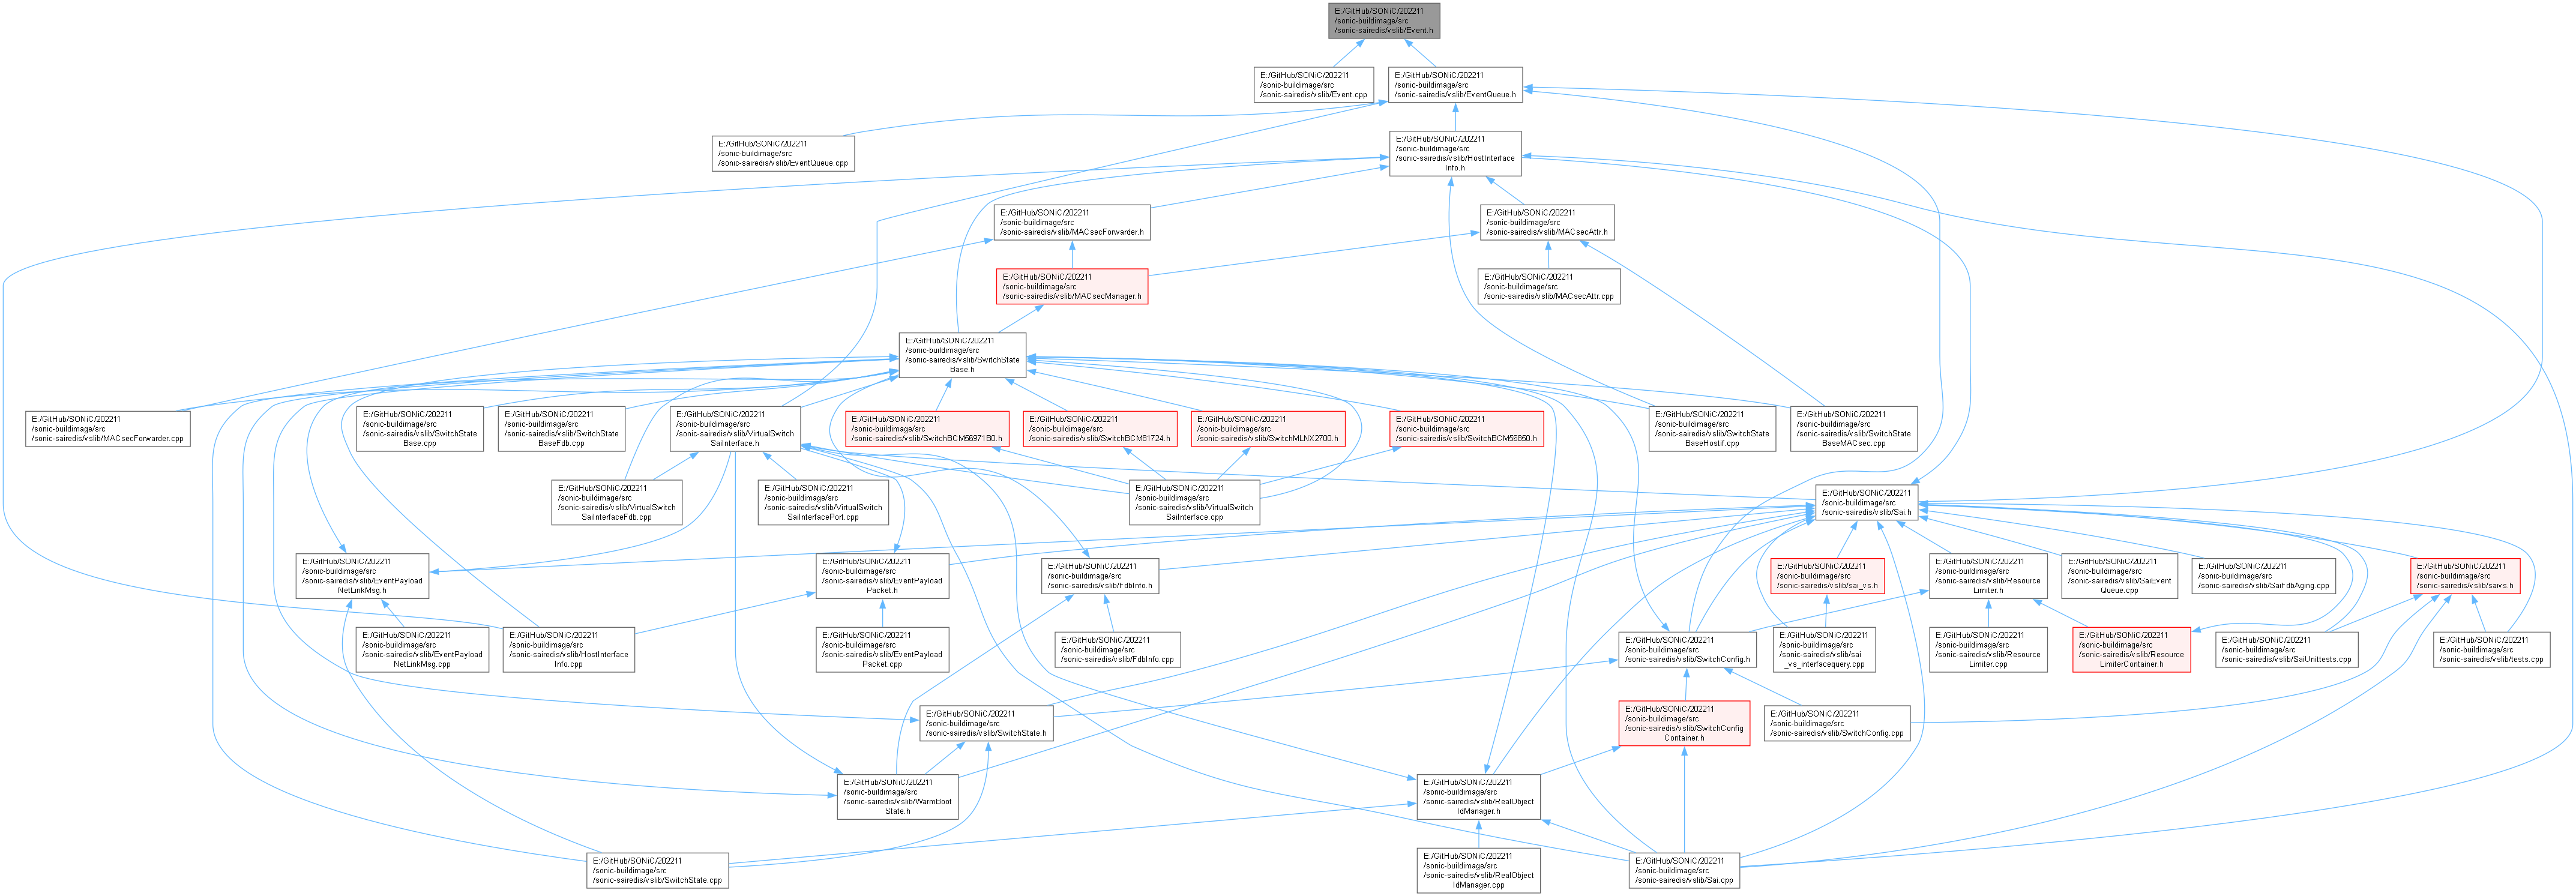 E:/GitHub/SONiC/202211
/sonic-buildimage/src
/sonic-sairedis/vslib/Event.h
E:/GitHub/SONiC/202211
/sonic-buildimage/src
/sonic-sairedis/vslib/Event.cpp
E:/GitHub/SONiC/202211
/sonic-buildimage/src
/sonic-sairedis/vslib/EventQueue.h
E:/GitHub/SONiC/202211
/sonic-buildimage/src
/sonic-sairedis/vslib/EventQueue.cpp
E:/GitHub/SONiC/202211
/sonic-buildimage/src
/sonic-sairedis/vslib/HostInterface
Info.h
E:/GitHub/SONiC/202211
/sonic-buildimage/src
/sonic-sairedis/vslib/MACsecForwarder.h
E:/GitHub/SONiC/202211
/sonic-buildimage/src
/sonic-sairedis/vslib/MACsecAttr.h
E:/GitHub/SONiC/202211
/sonic-buildimage/src
/sonic-sairedis/vslib/MACsecManager.h
E:/GitHub/SONiC/202211
/sonic-buildimage/src
/sonic-sairedis/vslib/MACsecAttr.cpp
E:/GitHub/SONiC/202211
/sonic-buildimage/src
/sonic-sairedis/vslib/SwitchState
Base.h
E:/GitHub/SONiC/202211
/sonic-buildimage/src
/sonic-sairedis/vslib/MACsecForwarder.cpp
E:/GitHub/SONiC/202211
/sonic-buildimage/src
/sonic-sairedis/vslib/SwitchState
Base.cpp
E:/GitHub/SONiC/202211
/sonic-buildimage/src
/sonic-sairedis/vslib/SwitchState
BaseFdb.cpp
E:/GitHub/SONiC/202211
/sonic-buildimage/src
/sonic-sairedis/vslib/VirtualSwitch
SaiInterface.h
E:/GitHub/SONiC/202211
/sonic-buildimage/src
/sonic-sairedis/vslib/SwitchBCM56971B0.h
E:/GitHub/SONiC/202211
/sonic-buildimage/src
/sonic-sairedis/vslib/SwitchBCM81724.h
E:/GitHub/SONiC/202211
/sonic-buildimage/src
/sonic-sairedis/vslib/SwitchMLNX2700.h
E:/GitHub/SONiC/202211
/sonic-buildimage/src
/sonic-sairedis/vslib/SwitchBCM56850.h
E:/GitHub/SONiC/202211
/sonic-buildimage/src
/sonic-sairedis/vslib/SwitchState
BaseHostif.cpp
E:/GitHub/SONiC/202211
/sonic-buildimage/src
/sonic-sairedis/vslib/SwitchState
BaseMACsec.cpp
E:/GitHub/SONiC/202211
/sonic-buildimage/src
/sonic-sairedis/vslib/VirtualSwitch
SaiInterfaceFdb.cpp
E:/GitHub/SONiC/202211
/sonic-buildimage/src
/sonic-sairedis/vslib/VirtualSwitch
SaiInterfacePort.cpp
E:/GitHub/SONiC/202211
/sonic-buildimage/src
/sonic-sairedis/vslib/VirtualSwitch
SaiInterface.cpp
E:/GitHub/SONiC/202211
/sonic-buildimage/src
/sonic-sairedis/vslib/Sai.h
E:/GitHub/SONiC/202211
/sonic-buildimage/src
/sonic-sairedis/vslib/EventPayload
NetLinkMsg.h
E:/GitHub/SONiC/202211
/sonic-buildimage/src
/sonic-sairedis/vslib/EventPayload
Packet.h
E:/GitHub/SONiC/202211
/sonic-buildimage/src
/sonic-sairedis/vslib/FdbInfo.h
E:/GitHub/SONiC/202211
/sonic-buildimage/src
/sonic-sairedis/vslib/sai_vs.h
E:/GitHub/SONiC/202211
/sonic-buildimage/src
/sonic-sairedis/vslib/Resource
Limiter.h
E:/GitHub/SONiC/202211
/sonic-buildimage/src
/sonic-sairedis/vslib/SaiEvent
Queue.cpp
E:/GitHub/SONiC/202211
/sonic-buildimage/src
/sonic-sairedis/vslib/SaiFdbAging.cpp
E:/GitHub/SONiC/202211
/sonic-buildimage/src
/sonic-sairedis/vslib/saivs.h
E:/GitHub/SONiC/202211
/sonic-buildimage/src
/sonic-sairedis/vslib/EventPayload
NetLinkMsg.cpp
E:/GitHub/SONiC/202211
/sonic-buildimage/src
/sonic-sairedis/vslib/HostInterface
Info.cpp
E:/GitHub/SONiC/202211
/sonic-buildimage/src
/sonic-sairedis/vslib/EventPayload
Packet.cpp
E:/GitHub/SONiC/202211
/sonic-buildimage/src
/sonic-sairedis/vslib/FdbInfo.cpp
E:/GitHub/SONiC/202211
/sonic-buildimage/src
/sonic-sairedis/vslib/SwitchConfig.h
E:/GitHub/SONiC/202211
/sonic-buildimage/src
/sonic-sairedis/vslib/sai
_vs_interfacequery.cpp
E:/GitHub/SONiC/202211
/sonic-buildimage/src
/sonic-sairedis/vslib/Resource
Limiter.cpp
E:/GitHub/SONiC/202211
/sonic-buildimage/src
/sonic-sairedis/vslib/Resource
LimiterContainer.h
E:/GitHub/SONiC/202211
/sonic-buildimage/src
/sonic-sairedis/vslib/SaiUnittests.cpp
E:/GitHub/SONiC/202211
/sonic-buildimage/src
/sonic-sairedis/vslib/tests.cpp
E:/GitHub/SONiC/202211
/sonic-buildimage/src
/sonic-sairedis/vslib/SwitchState.h
E:/GitHub/SONiC/202211
/sonic-buildimage/src
/sonic-sairedis/vslib/SwitchConfig
Container.h
E:/GitHub/SONiC/202211
/sonic-buildimage/src
/sonic-sairedis/vslib/SwitchConfig.cpp
E:/GitHub/SONiC/202211
/sonic-buildimage/src
/sonic-sairedis/vslib/WarmBoot
State.h
E:/GitHub/SONiC/202211
/sonic-buildimage/src
/sonic-sairedis/vslib/RealObject
IdManager.h
E:/GitHub/SONiC/202211
/sonic-buildimage/src
/sonic-sairedis/vslib/SwitchState.cpp
E:/GitHub/SONiC/202211
/sonic-buildimage/src
/sonic-sairedis/vslib/RealObject
IdManager.cpp
E:/GitHub/SONiC/202211
/sonic-buildimage/src
/sonic-sairedis/vslib/Sai.cpp